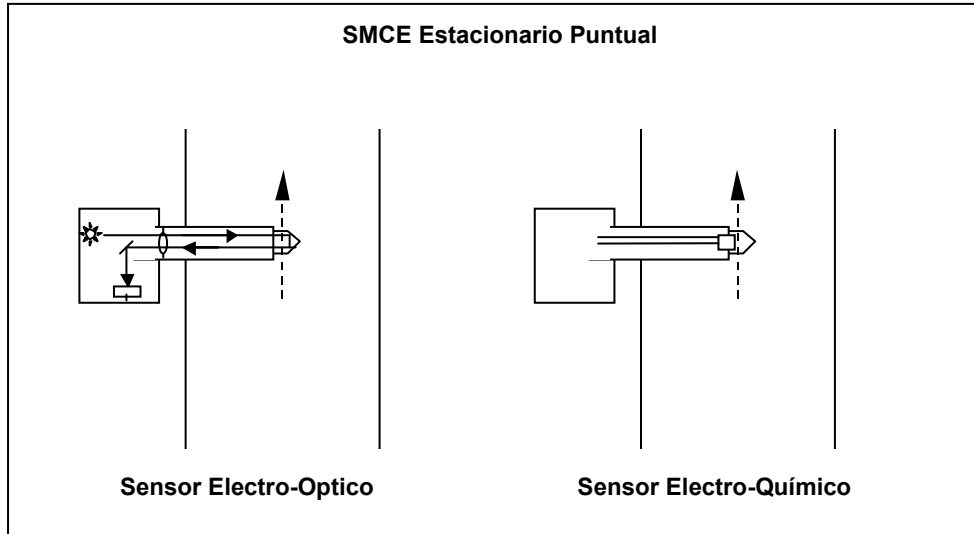 SMCE Estacionario Puntual
Sensor Electro-Optico
Sensor Electro-Químico